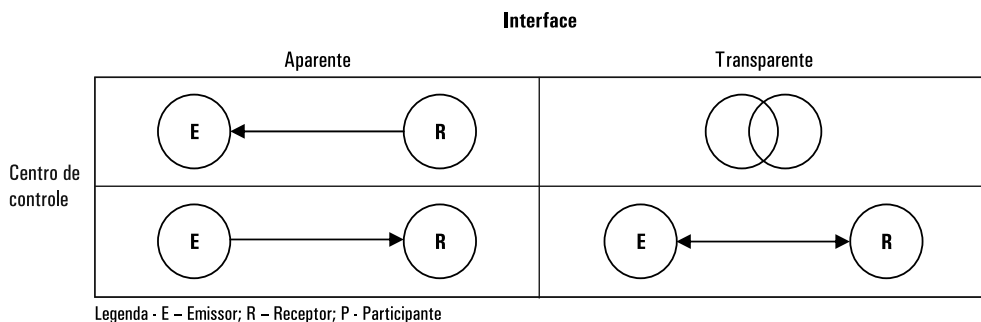 Interface
Aparente Transparente
E R
Centro de
controle
E R E R
Legenda - E – Emissor; R – Receptor; P - Participante